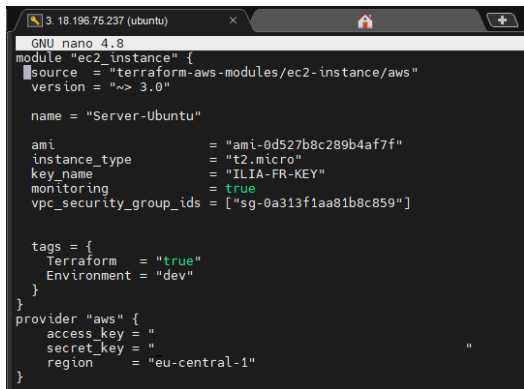 3. 18.196.75.237 (ubuntu)
GNU nano 4.8
module "ec2_instance" {
source = "terraform-aws-modules/ec2-instance/aws"
version = "~> 3.0"
name = "Server-Ubuntu"
ami = "ami-0d527b8c289b4af7f"
instance_type = "t2.micro"
key_name = "ILIA-FR-KEY"
monitoring = true
vpc_security_group_ids = ["sg-0a313f1aa81b8c859"]
tags = {
Terraform = "true"
Environment = "dev"
}
}
provider "aws" {
access_key = "
secret_key = " "
region = "eu-central-1"
}